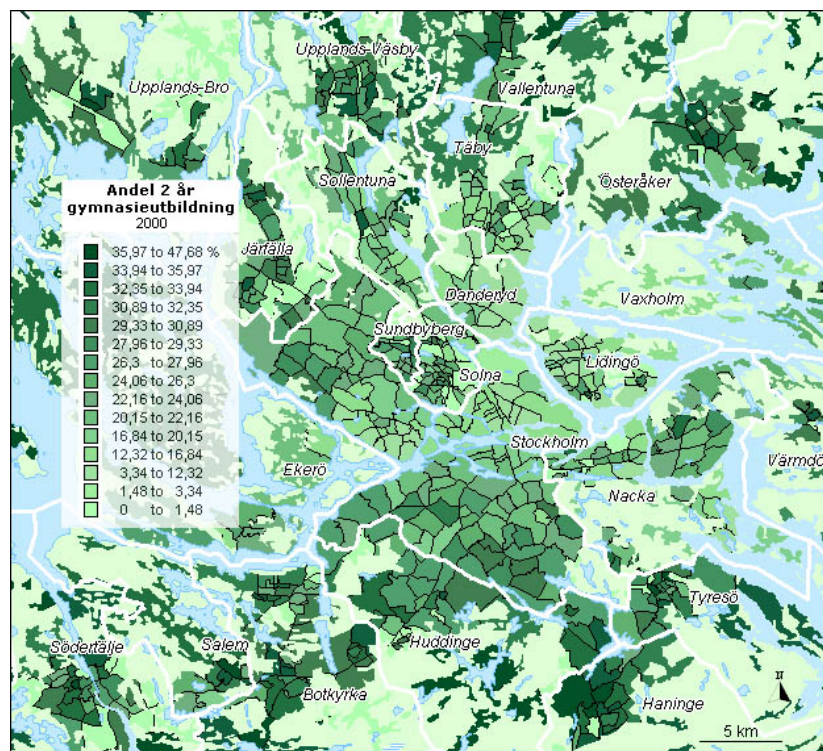 Upplands-Väsby
Upplands-Bro
Vallentuna
Täby
Sollentuna
Österåker
Andel 2 år
gymnasieutbildning
2000
35,97 to 47,68 %
33,94 to 35,97
32,35 to 33,94
30,89 to 32,35
29,33 to 30,89
27,96 to 29,33
26,3 to 27,96
24,06 to 26,3
22,16 to 24,06
20,15 to 22,16
16,84 to 20,15
12,32 to 16,84
3,34 to 12,32
1,48 to 3,34
0 to 1,48
Järfälla
Danderyd
Vaxholm
Sundbyberg
Lidingö
Solna
Stockholm
Ekerö
Värmdö
Nacka
Tyresö
Huddinge
Salem
Södertälje
Botkyrka
Haninge
N
5 km